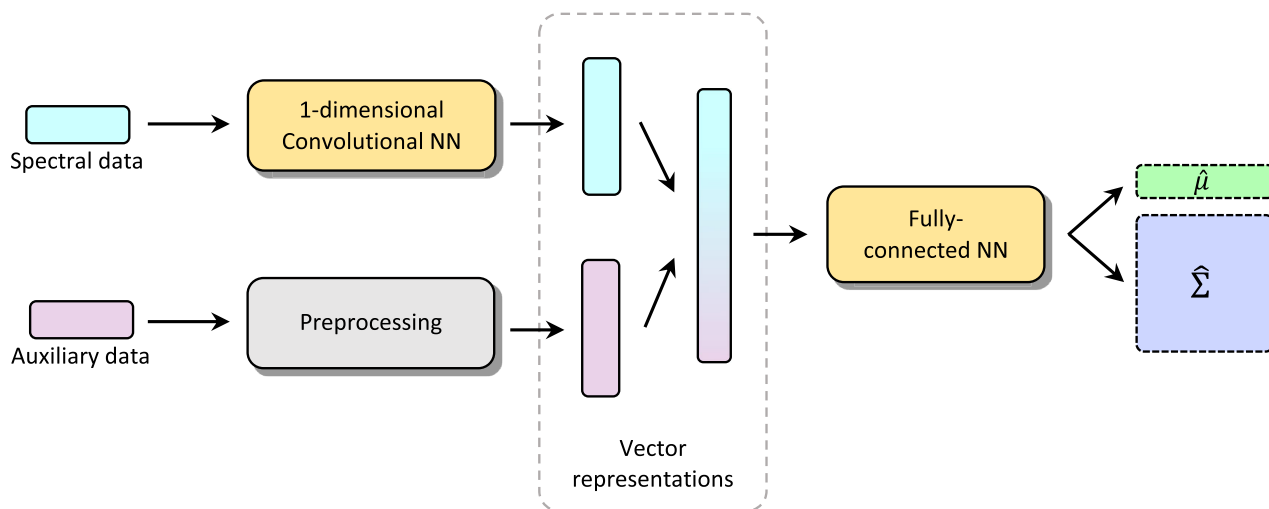 Spectral data
1-dimensional
Convolutional NN
Auxiliary data
Preprocessing
Vector
representations
Fully-
connected NN
μ̂
Σ̂